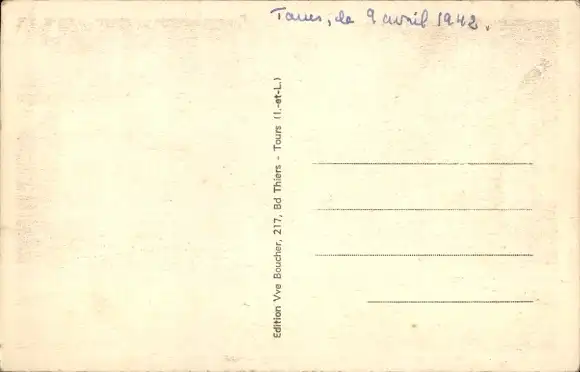 Tours, le 9 avril 1942.
Edition Vve Boucher, 217, Bd Thiers - Tours (I.-et-L.)